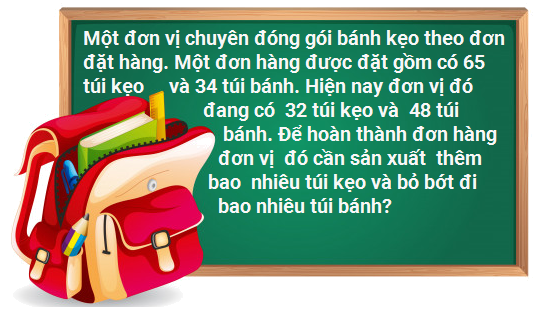 Một đơn vị chuyên đóng gói bánh kẹo theo đơn
đặt hàng. Một đơn hàng được đặt gồm có 65
túi kẹo và 34 túi bánh. Hiện nay đơn vị đó
đang có 32 túi kẹo và 48 túi
bánh. Để hoàn thành đơn hàng
đơn vị đó cần sản xuất thêm
bao nhiêu túi kẹo và bỏ bớt đi
bao nhiêu túi bánh?